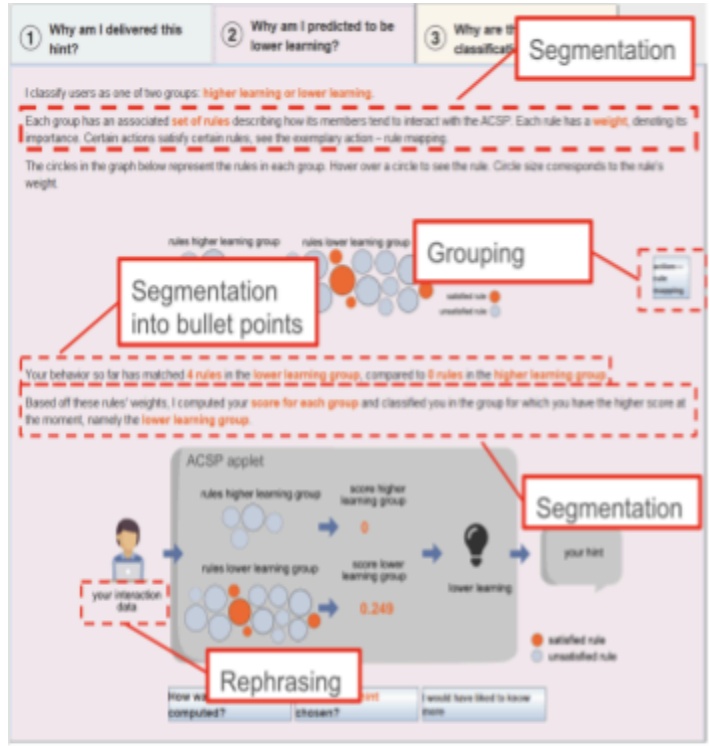 1 Why am I delivered this
hint?
2 Why am I predicted to be
lower learning?
3 Why are th
classificati
Segmentation
I classify users as one of two groups: higher learning or lower learning.
Each group has an associated set of rules describing how its members tend to interact with the ACSP. Each rule has a weight, denoting its
importance. Certain actions satisfy certain rules, see the exemplary action – rule mapping.
The circles in the graph below represent the rules in each group. Hover over a circle to see the rule. Circle size corresponds to the rule's
weight.
rules higher learning group
rules lower learning group
Grouping
action –
rule
mapping
Segmentation
into bullet points
satisfied rule
unsatisfied rule
Your behavior so far has matched 4 rules in the lower learning group, compared to 0 rules in the higher learning group.
Based off these rules' weights, I computed your score for each group and classified you in the group for which you have the higher score at
the moment, namely the lower learning group.
ACSP applet
Segmentation
rules higher learning group
score higher
learning group
0
your hint
rules lower learning group
score lower
learning group
0.249
lower learning
your interaction
data
satisfied rule
unsatisfied rule
Rephrasing
How wa
computed?
hint
chosen?
I would have liked to know
more